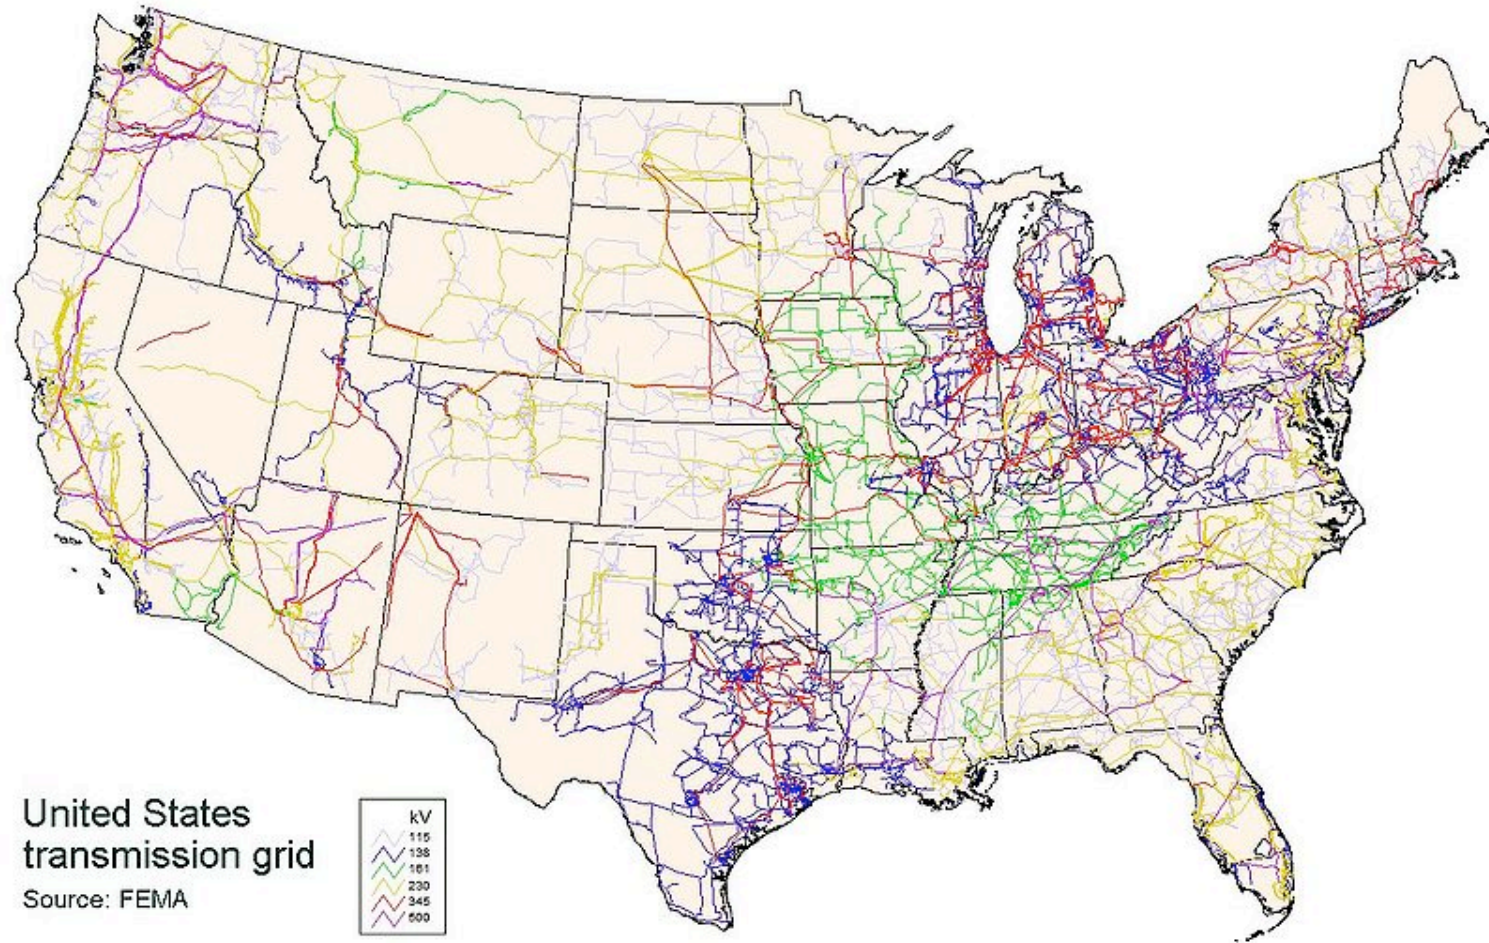 United States
transmission grid
Source: FEMA
kV
115
138
161
230
345
500